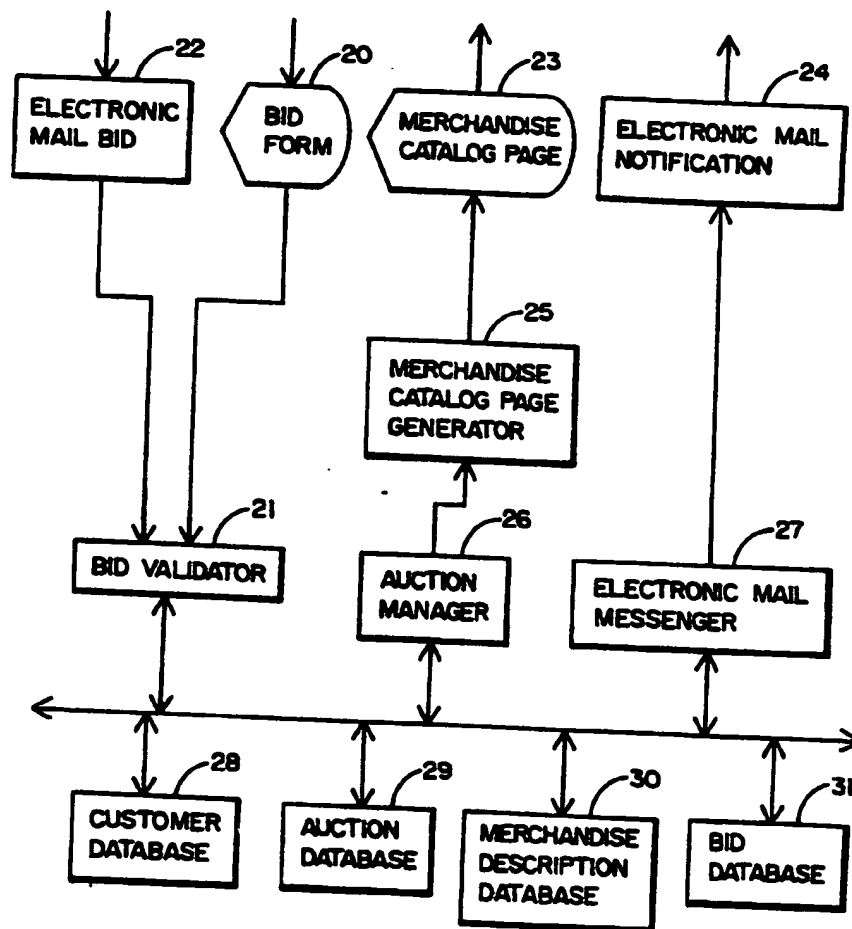 22
20
23
24
ELECTRONIC
MAIL BID
BID
FORM
MERCHANDISE
CATALOG PAGE
ELECTRONIC MAIL
NOTIFICATION
25
MERCHANDISE
CATALOG PAGE
GENERATOR
21
BID VALIDATOR
26
AUCTION
MANAGER
27
ELECTRONIC MAIL
MESSENGER
28
CUSTOMER
DATABASE
29
AUCTION
DATABASE
30
MERCHANDISE
DESCRIPTION
DATABASE
31
BID
DATABASE